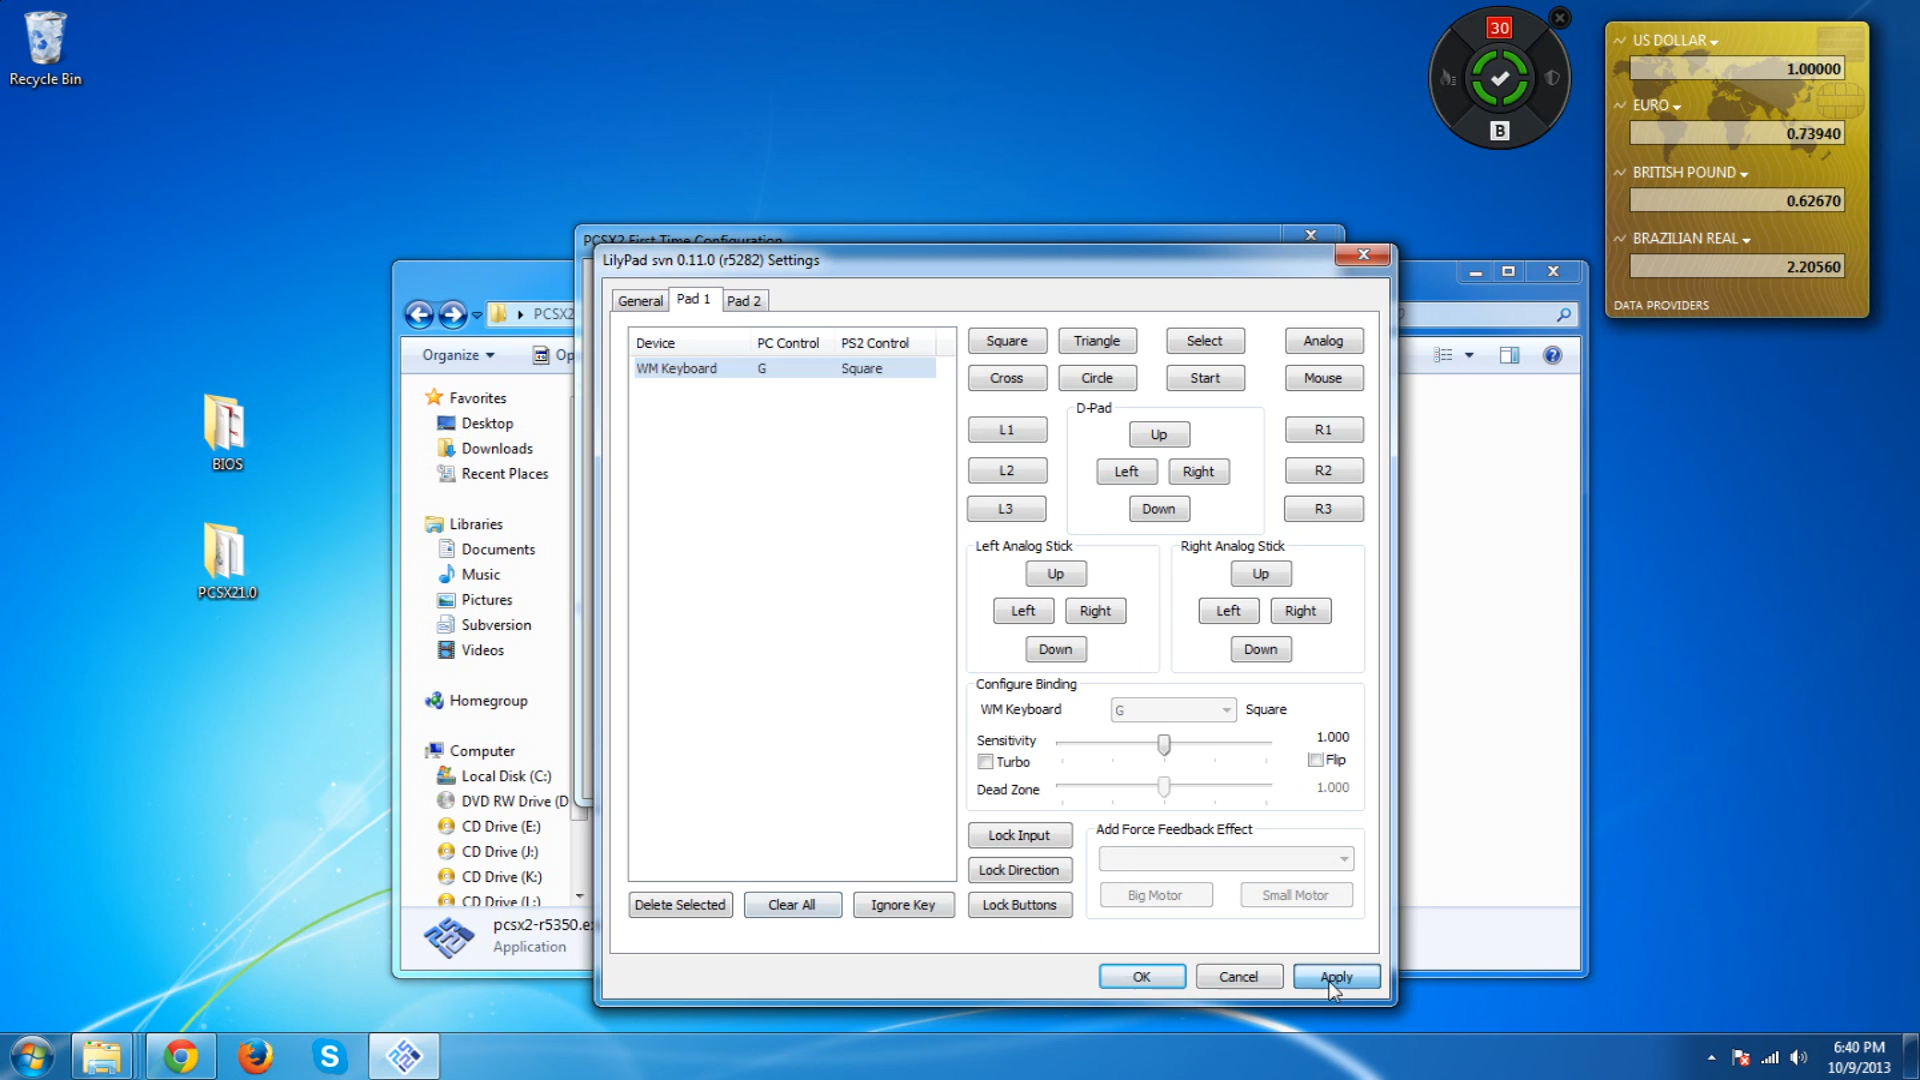 Recycle Bin
30
B
US DOLLAR
1.00000
EURO
0.73940
BRITISH POUND
0.62670
BRAZILIAN REAL
2.20560
DATA PROVIDERS
BIOS
PCSX21.0
PCSX2 First Time Configuration
PCSX2
Organize
Op
Favorites
Desktop
Downloads
Recent Places
Libraries
Documents
Music
Pictures
Subversion
Videos
Homegroup
Computer
Local Disk (C:)
DVD RW Drive (D
CD Drive (E:)
CD Drive (J:)
CD Drive (K:)
CD Drive (L:)
pcsx2-r5350.ex
Application
LilyPad svn 0.11.0 (r5282) Settings
General Pad 1 Pad 2
Device PC Control PS2 Control
WM Keyboard G Square
Square Triangle Select Analog
Cross Circle Start Mouse
D-Pad
L1 Up R1
L2 Left Right R2
L3 Down R3
Left Analog Stick Right Analog Stick
Up Up
Left Right Left Right
Down Down
Configure Binding
WM Keyboard G Square
Sensitivity 1.000
Turbo Flip
Dead Zone 1.000
Lock Input Add Force Feedback Effect
Lock Direction
Big Motor Small Motor
Delete Selected Clear All Ignore Key Lock Buttons
OK Cancel Apply
6:40 PM
10/9/2013